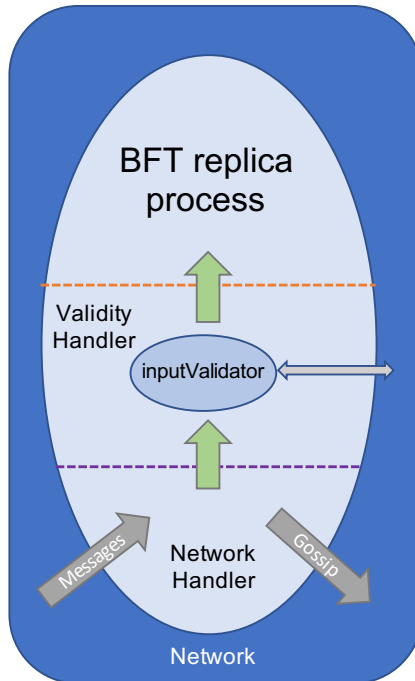 BFT replica
process
Validity
Handler
inputValidator
Messages
Gossip
Network
Handler
Network